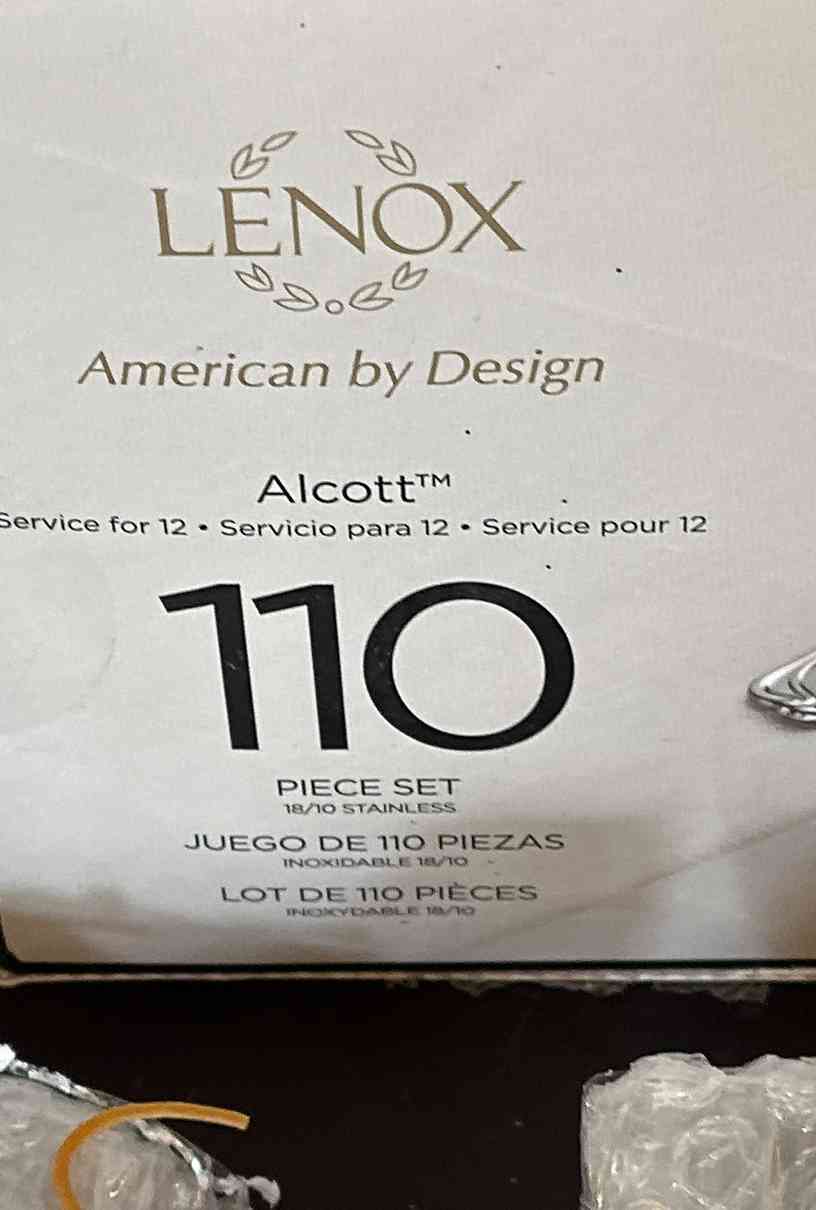 LENOX
American by Design
Alcott™
Service for 12 • Servicio para 12 • Service pour 12
110
PIECE SET
18/10 STAINLESS
JUEGO DE 110 PIEZAS
INOXIDABLE 18/10
LOT DE 110 PIÈCES
INOXYDABLE 18/10